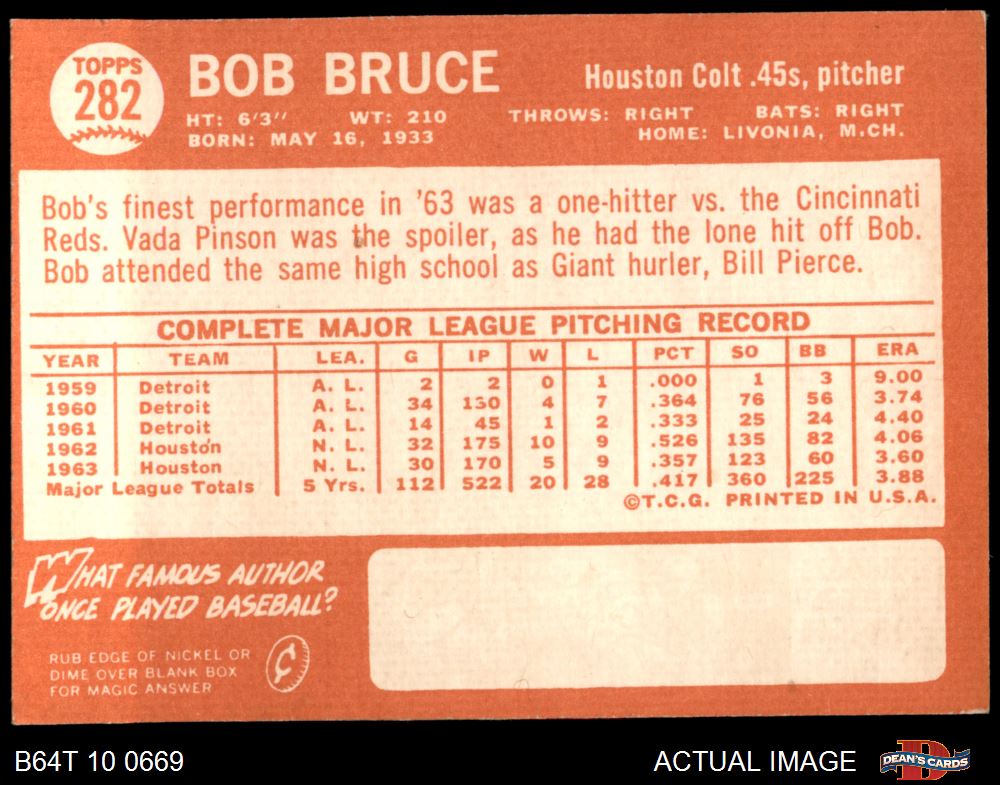 TOPPS
282
BOB BRUCE
Houston Colt .45s, pitcher
HT: 6'3" WT: 210 THROWS: RIGHT BATS: RIGHT
BORN: MAY 16, 1933 HOME: LIVONIA, M.CH.
Bob's finest performance in '63 was a one-hitter vs. the Cincinnati
Reds. Vada Pinson was the spoiler, as he had the lone hit off Bob.
Bob attended the same high school as Giant hurler, Bill Pierce.
COMPLETE MAJOR LEAGUE PITCHING RECORD
YEAR TEAM LEA. G IP W L PCT SO BB ERA
1959 Detroit A. L. 2 2 0 1 .000 1 3 9.00
1960 Detroit A. L. 34 130 4 7 .364 76 56 3.74
1961 Detroit A. L. 14 45 1 2 .333 25 24 4.40
1962 Houston N. L. 32 175 10 9 .526 135 82 4.06
1963 Houston N. L. 30 170 5 9 .357 123 60 3.60
Major League Totals 5 Yrs. 112 522 20 28 .417 360 225 3.88
©T.C.G. PRINTED IN U.S.A.
WHAT FAMOUS AUTHOR
ONCE PLAYED BASEBALL?
RUB EDGE OF NICKEL OR
DIME OVER BLANK BOX
FOR MAGIC ANSWER
¢
B64T 10 0669
ACTUAL IMAGE
D
DEAN'S CARDS